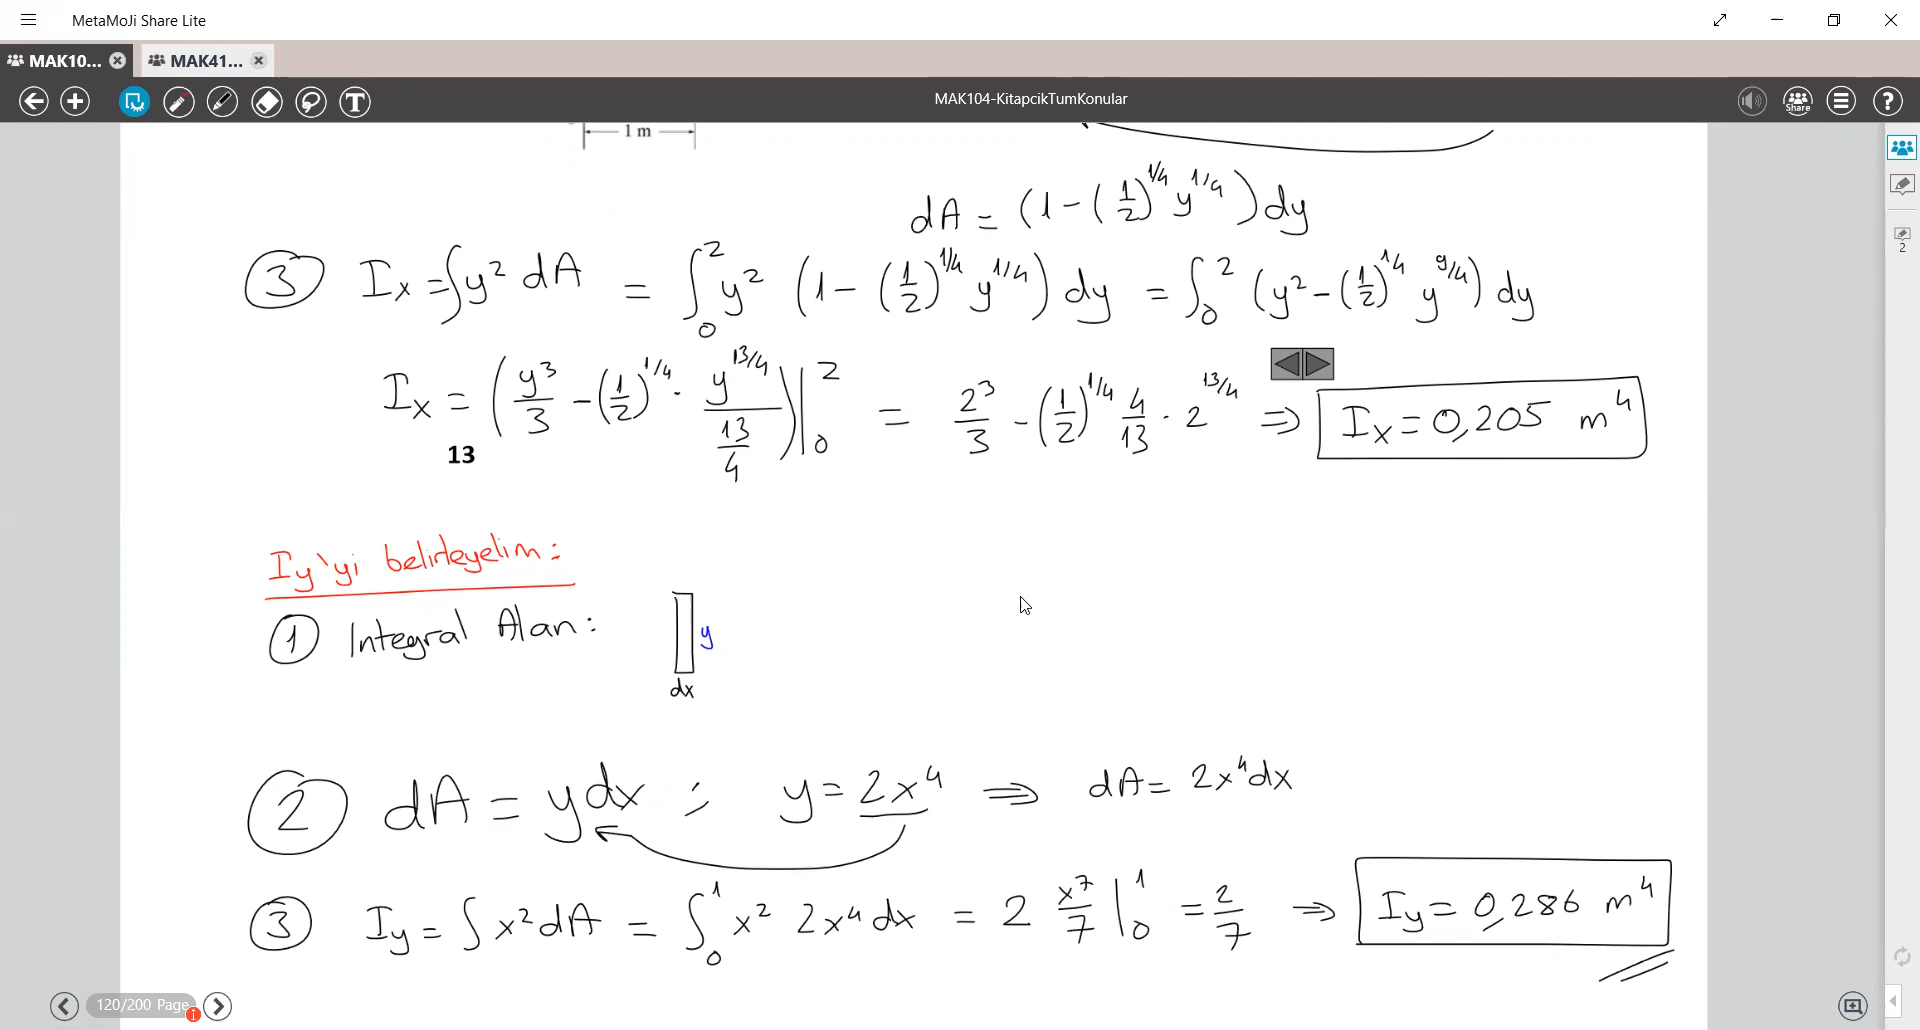 MetaMoJi Share Lite
MAK10... MAK41...
T MAK104-KitapcikTumKonular Share ?
1 m
dA = (1 - (1/2)^1/4 y^1/4) dy
③ Ix = ∫y² dA = ∫₀² y² (1 - (1/2)^1/4 y^1/4) dy = ∫₀² (y² - (1/2)^1/4 y^9/4) dy
Ix = (y³/3 - (1/2)^1/4 · y^13/4 / (13/4)) |₀² = 2³/3 - (1/2)^1/4 4/13 · 2^13/4 ⇒ Ix = 0,205 m⁴
13
Iy'yi belirleyelim:
① Integral Alan: y
dx
② dA = ydx ; y = 2x⁴ ⇒ dA = 2x⁴dx
③ Iy = ∫x²dA = ∫₀¹ x² 2x⁴dx = 2 x⁷/7 |₀¹ = 2/7 ⇒ Iy = 0,286 m⁴
2
120/200 Page